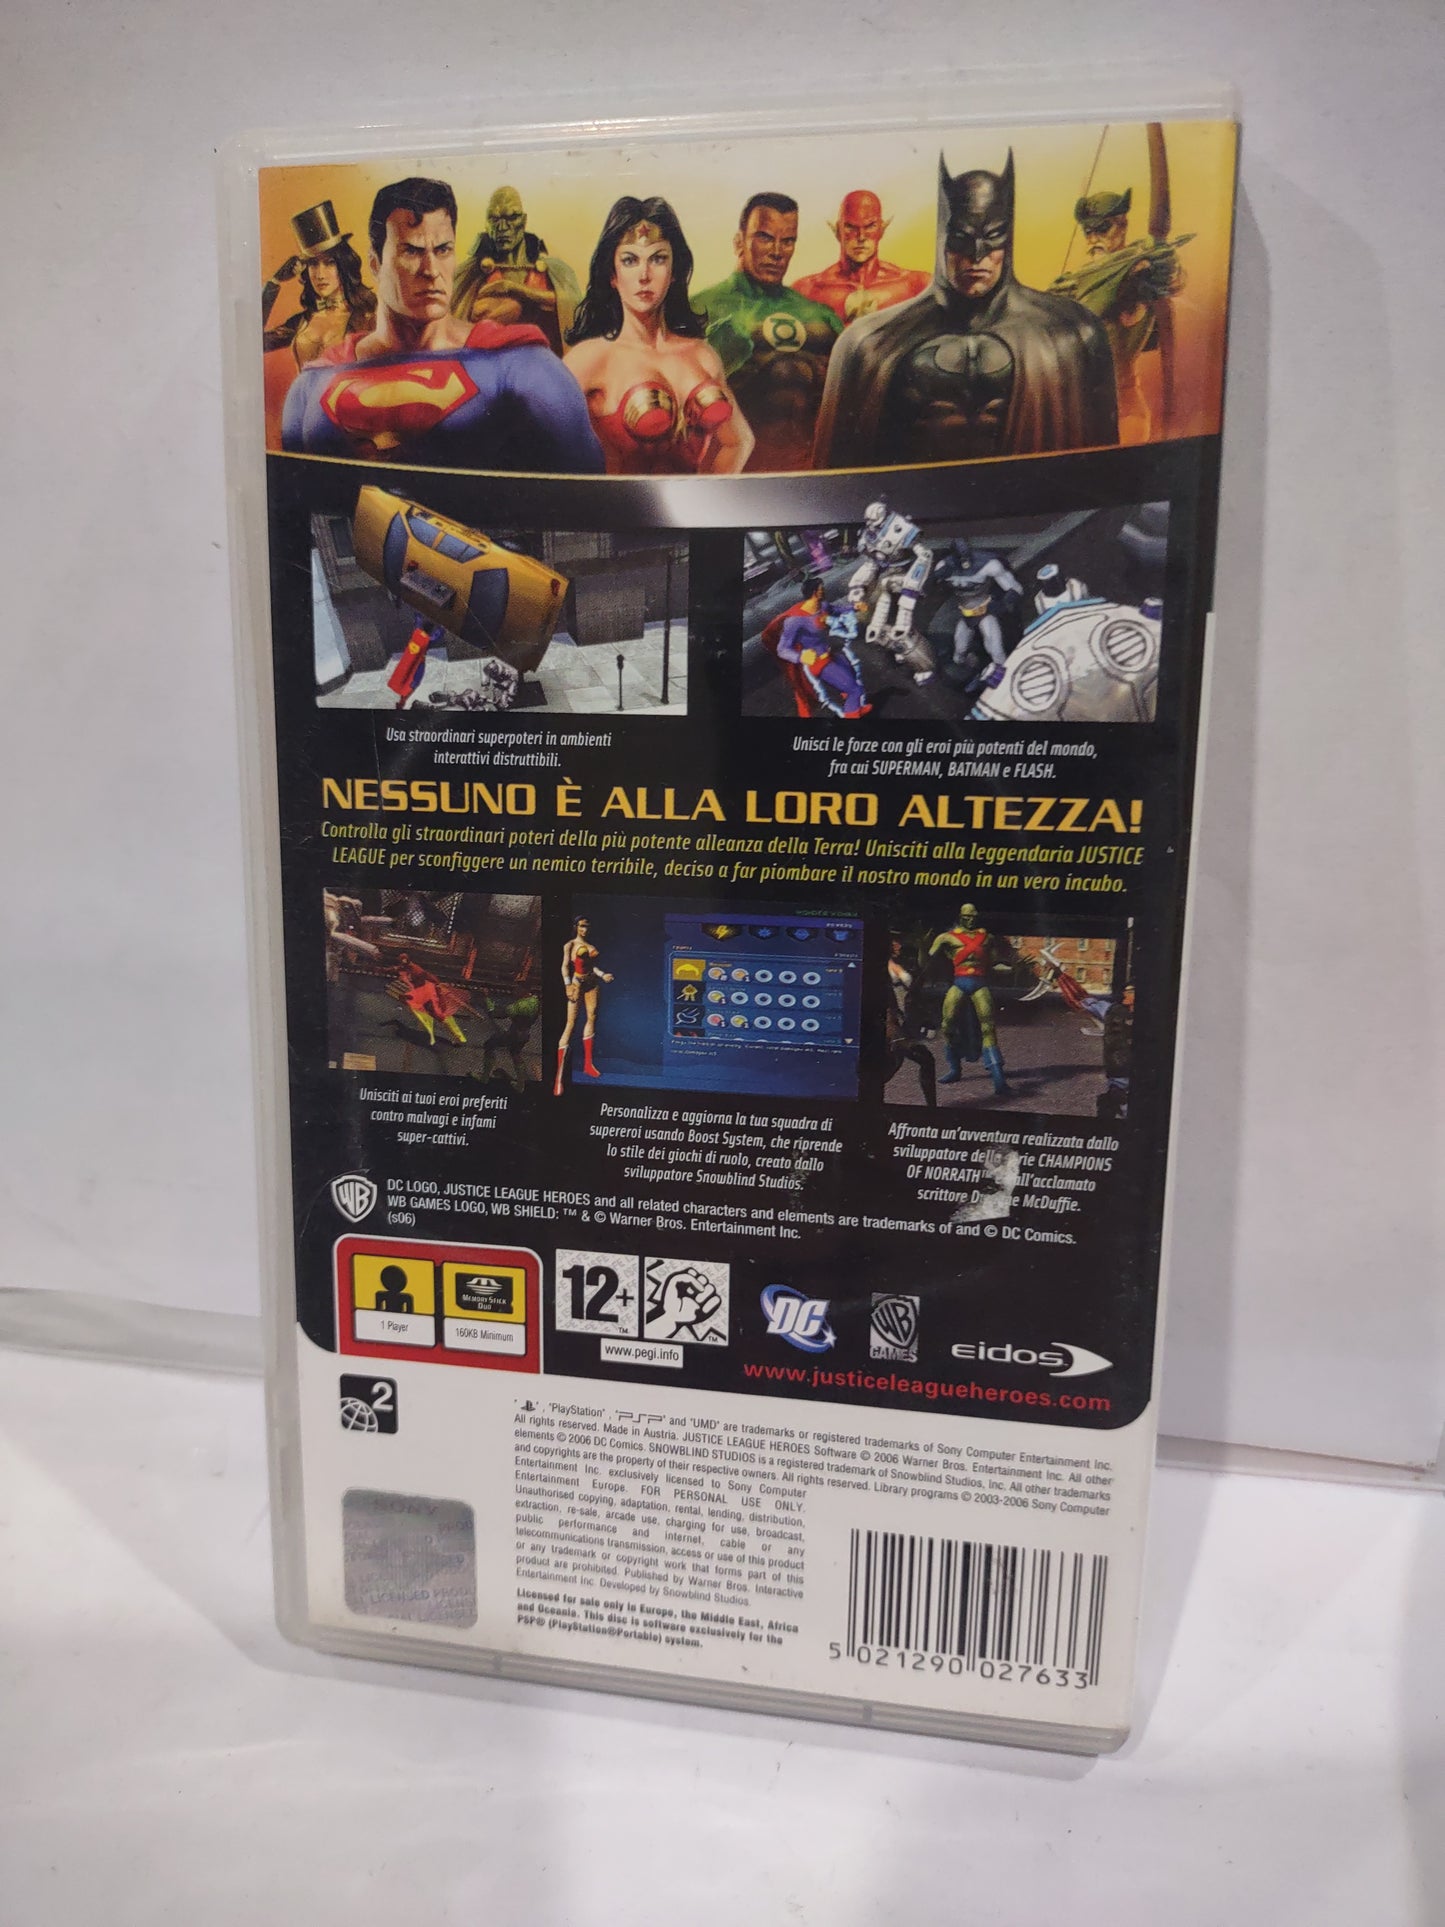 Usa straordinari superpoteri in ambienti
interattivi distruttibili.
Unisci le forze con gli eroi più potenti del mondo,
fra cui SUPERMAN, BATMAN e FLASH.
NESSUNO È ALLA LORO ALTEZZA!
Controlla gli straordinari poteri della più potente alleanza della Terra! Unisciti alla leggendaria JUSTICE
LEAGUE per sconfiggere un nemico terribile, deciso a far piombare il nostro mondo in un vero incubo.
WONDER WOMAN
Unisciti ai tuoi eroi preferiti
contro malvagi e infami
super-cattivi.
Personalizza e aggiorna la tua squadra di
supereroi usando Boost System, che riprende
lo stile dei giochi di ruolo, creato dallo
sviluppatore Snowblind Studios.
Affronta un'avventura realizzata dallo
sviluppatore CHAMPIONS
OF NORRATH™ all'acclamato
scrittore McDuffie.
WB
DC LOGO, JUSTICE LEAGUE HEROES and all related characters and elements are trademarks of and © DC Comics.
WB GAMES LOGO, WB SHIELD: ™ & © Warner Bros. Entertainment Inc.
(s06)
1 Player
MEMORY STICK
DUO
160KB Minimum
12+
™
™
www.pegi.info
DC
WB
GAMES
eidos
www.justiceleagueheroes.com
2
"PlayStation", "PSP" and "UMD" are trademarks or registered trademarks of Sony Computer Entertainment Inc.
All rights reserved. Made in Austria. JUSTICE LEAGUE HEROES Software © 2006 Warner Bros. Entertainment Inc. All other
elements © 2006 DC Comics. SNOWBLIND STUDIOS is a registered trademark of Snowblind Studios, Inc. All other trademarks
and copyrights are the property of their respective owners. All rights reserved. Library programs © 2003-2006 Sony Computer
Entertainment Inc. exclusively licensed to Sony Computer
Entertainment Europe. FOR PERSONAL USE ONLY.
Unauthorised copying, adaptation, rental, lending, distribution,
extraction, re-sale, arcade use, charging for use, broadcast,
public performance and internet, cable or any
telecommunications transmission, access or use of this product
or any trademark or copyright work that forms part of this
product are prohibited. Published by Warner Bros. Interactive
Entertainment Inc. Developed by Snowblind Studios.
Licensed for sale only in Europe, the Middle East, Africa
and Oceania. This disc is software exclusively for the
PSP® (PlayStation®Portable) system.
SONY
LICENSED PRODU
5 021290 027633